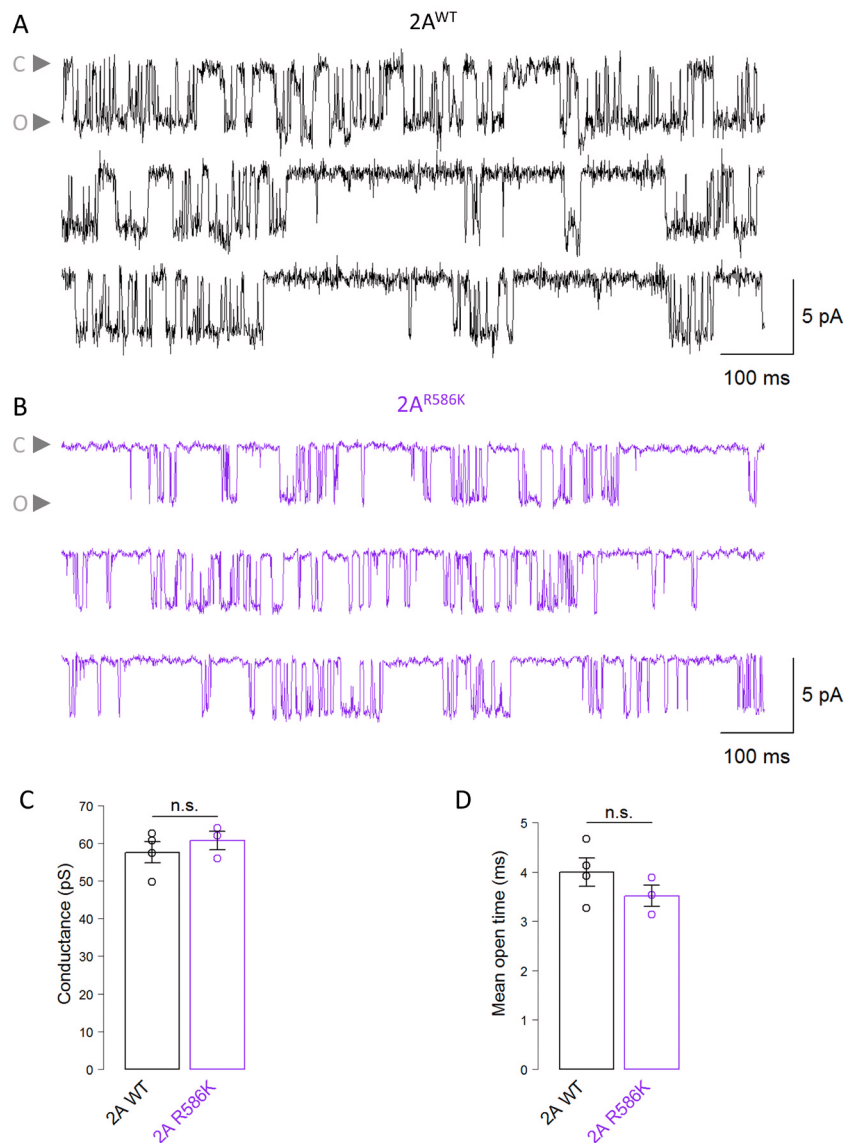 A
2A^WT
C
O
5 pA
100 ms
B
2A^R586K
C
O
5 pA
100 ms
C
n.s.
70
60
50
40
30
20
10
0
Conductance (pS)
2A WT
2A R586K
D
n.s.
5
4
3
2
1
0
Mean open time (ms)
2A WT
2A R586K